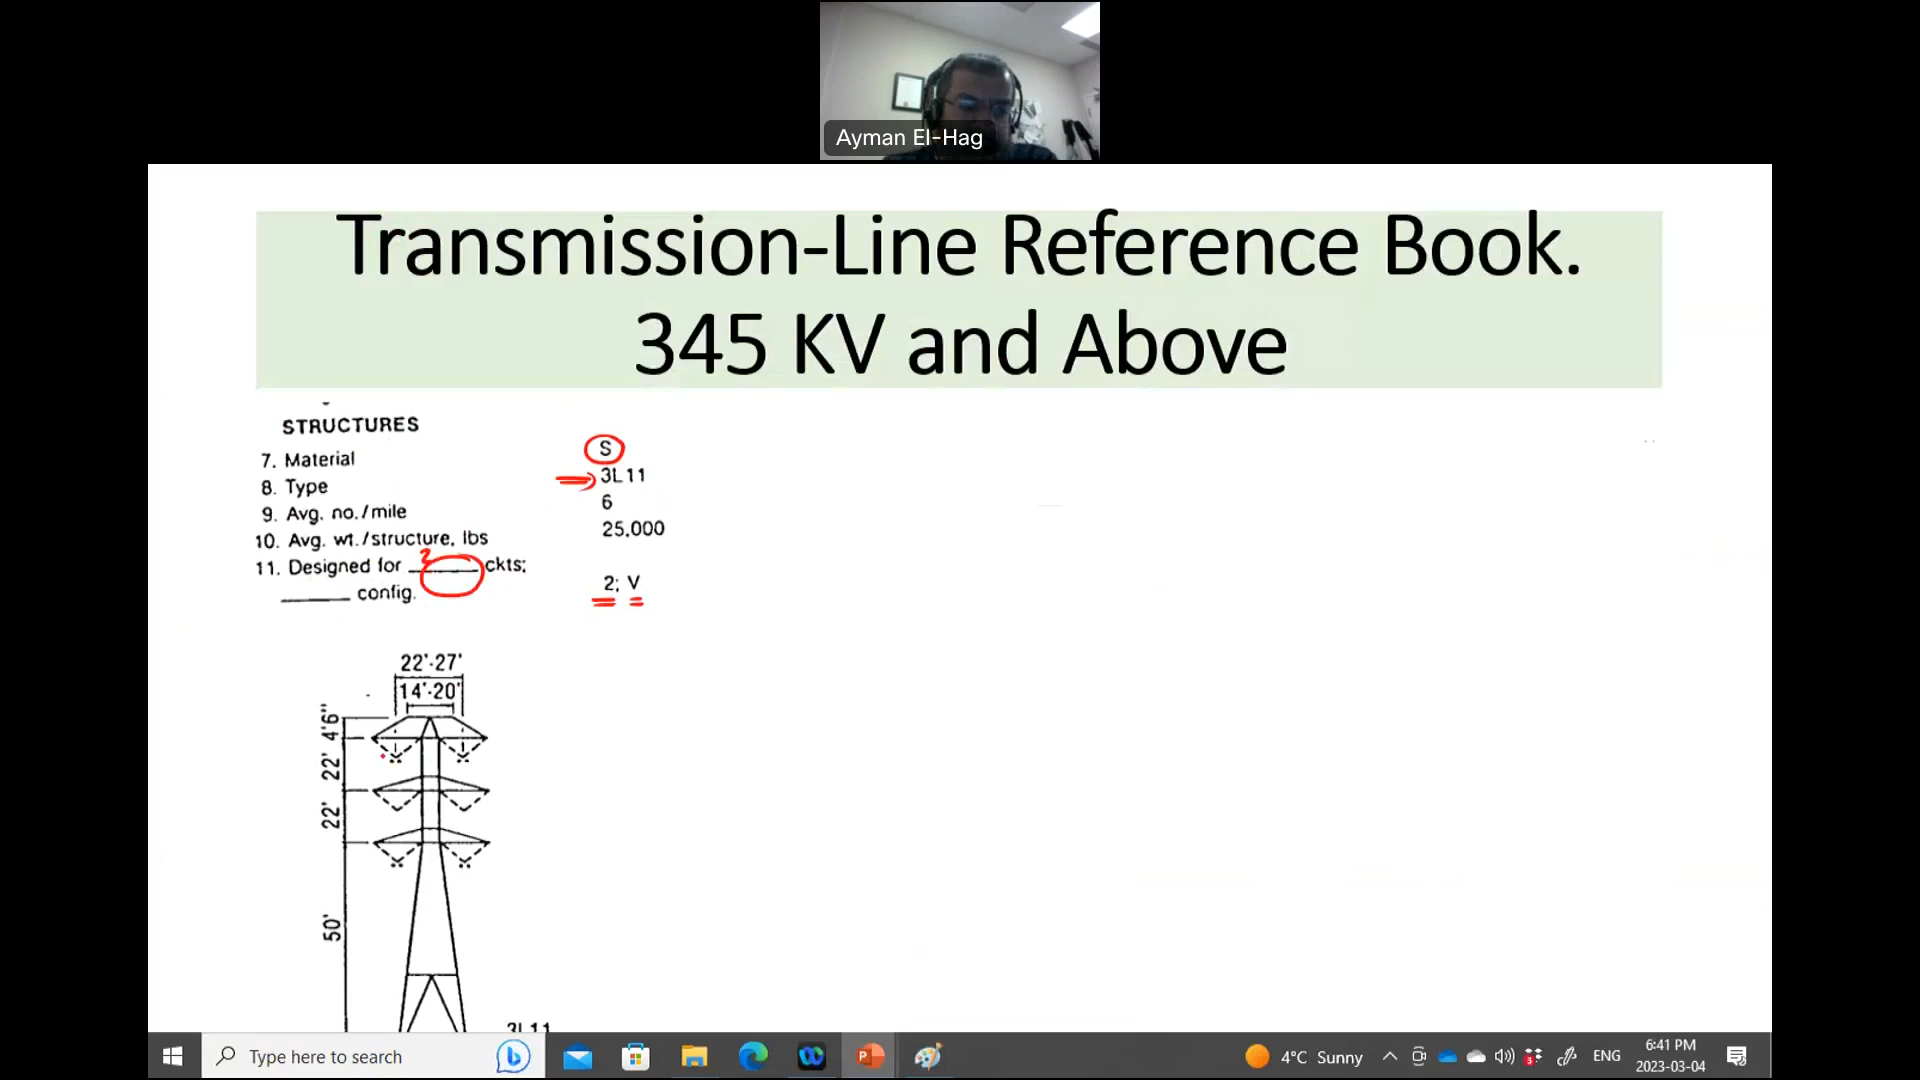 Ayman El-Hag
Transmission-Line Reference Book.
345 KV and Above
STRUCTURES
7. Material S
8. Type 3L11
9. Avg. no./mile 6
10. Avg. wt./structure, lbs 25,000
11. Designed for ______ ckts;
______ config. 2; V
2
22'-27'
14'-20'
4'6"
22'
22'
50'
3L11
Type here to search
4°C Sunny
ENG
6:41 PM
2023-03-04
3